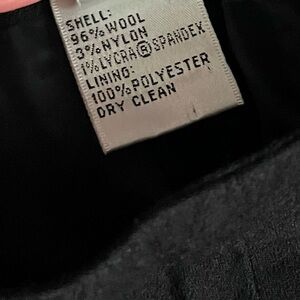 SHELL:
96% WOOL
3% NYLON
1% LYCRA® SPANDEX
LINING:
100% POLYESTER
DRY CLEAN